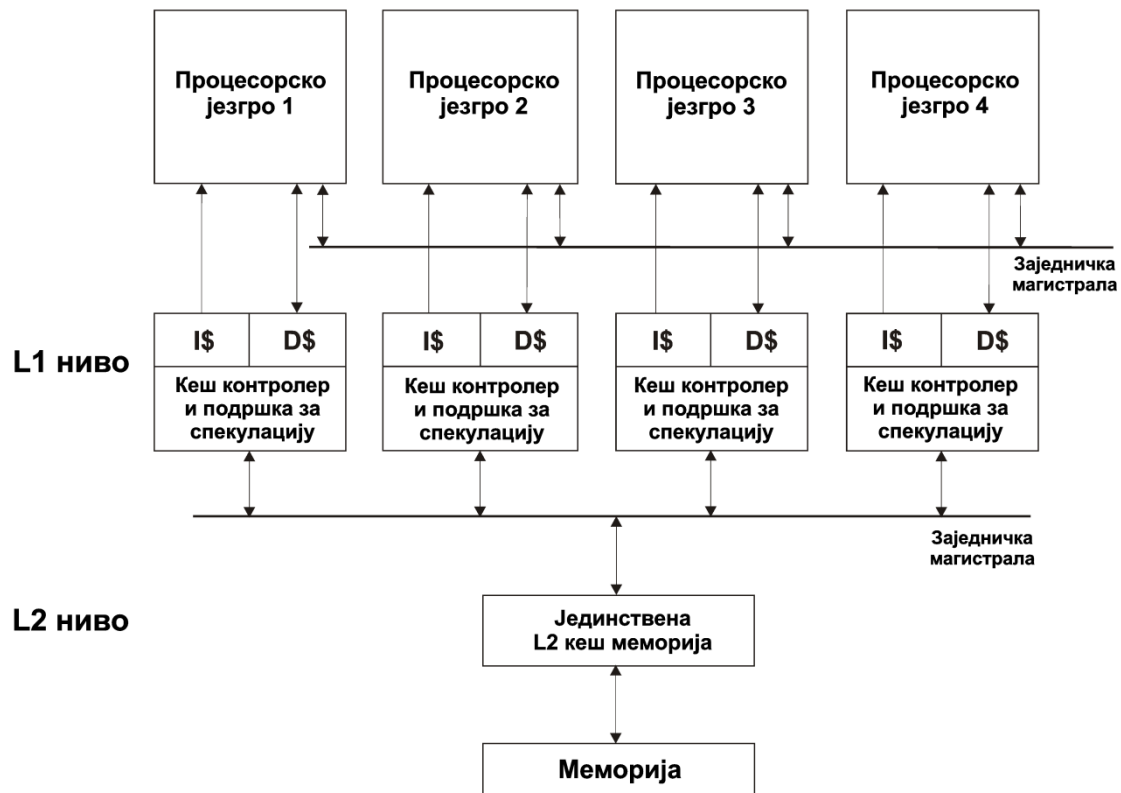 Процесорско
језгро 1
Процесорско
језгро 2
Процесорско
језгро 3
Процесорско
језгро 4
Заједничка
магистрала
L1 ниво
I$
D$
Кеш контролер
и подршка за
спекулацију
I$
D$
Кеш контролер
и подршка за
спекулацију
I$
D$
Кеш контролер
и подршка за
спекулацију
I$
D$
Кеш контролер
и подршка за
спекулацију
Заједничка
магистрала
L2 ниво
Јединствена
L2 кеш меморија
Меморија